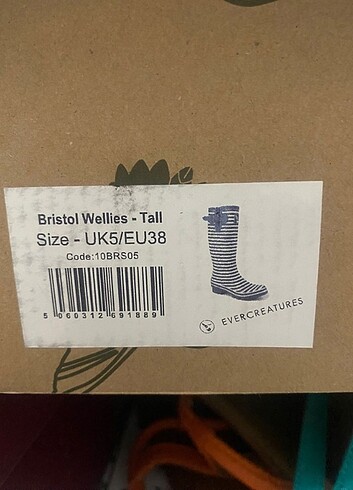 Bristol Wellies - Tall
Size - UK5/EU38
Code:10BRS05
5 060312 691889
EVERCREATURES